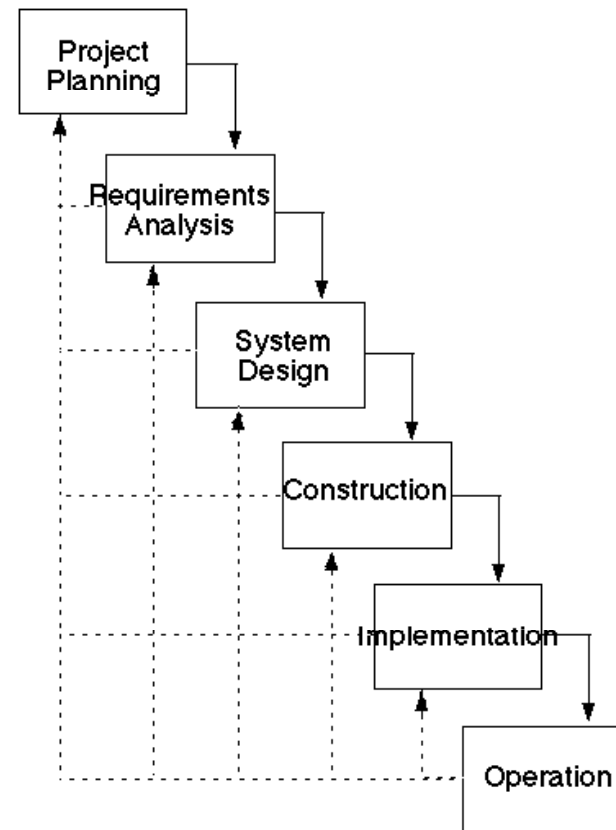 Project
Planning
Requirements
Analysis
System
Design
Construction
Implementation
Operation